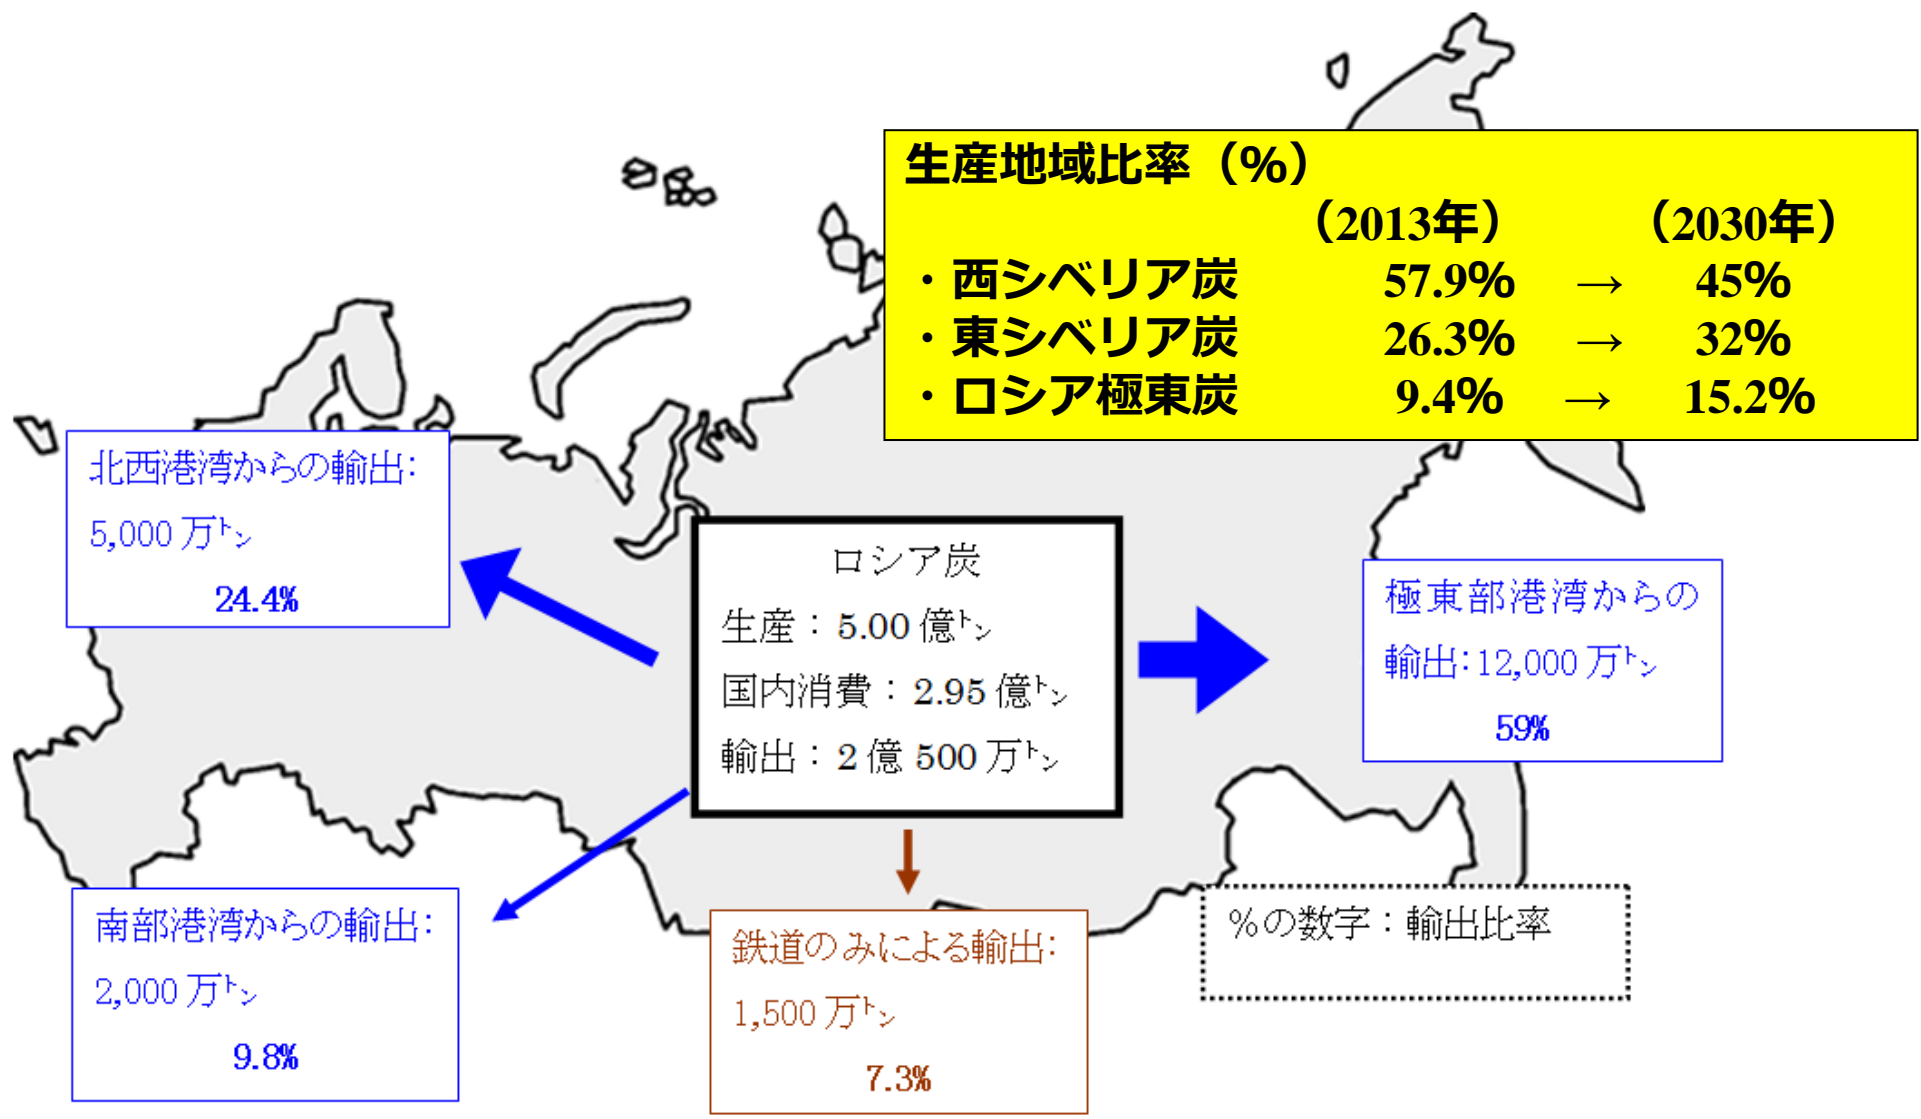 生産地域比率（%）
（2013年）　（2030年）
・西シベリア炭　57.9%　→　45%
・東シベリア炭　26.3%　→　32%
・ロシア極東炭　9.4%　→　15.2%
北西港湾からの輸出：
5,000 万㌧
24.4%
ロシア炭
生産：5.00 億㌧
国内消費：2.95 億㌧
輸出：2 億 500 万㌧
極東部港湾からの
輸出：12,000 万㌧
59%
南部港湾からの輸出：
2,000 万㌧
9.8%
鉄道のみによる輸出：
1,500 万㌧
7.3%
%の数字：輸出比率